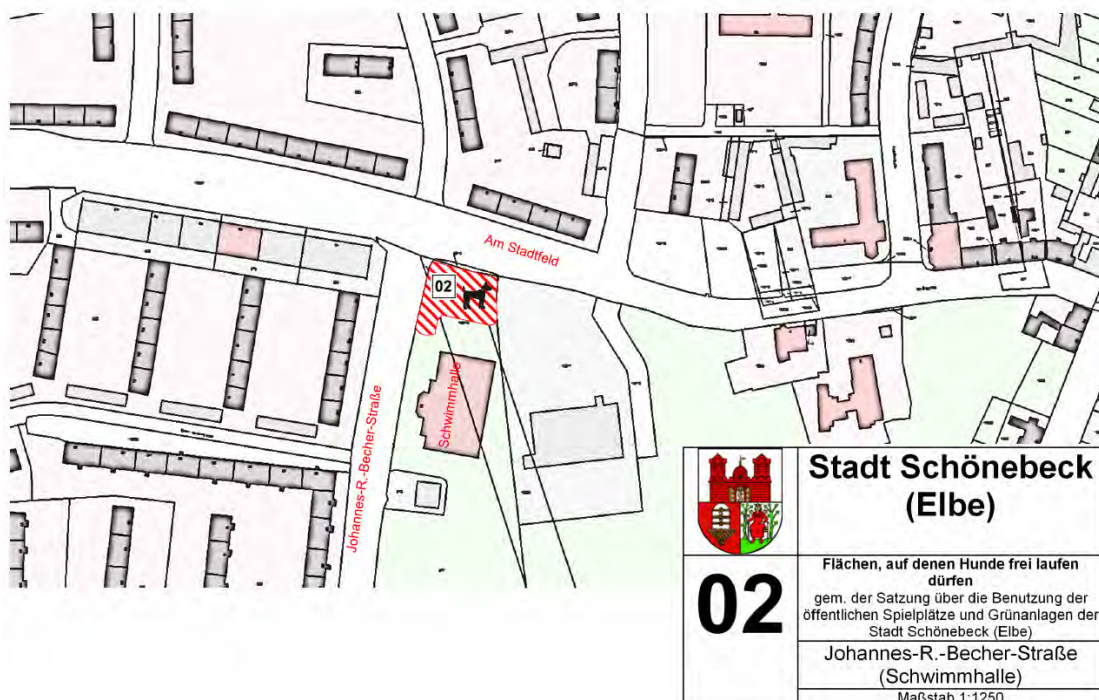 Am Stadtfeld
02
Schwimmhalle
Johannes-R.-Becher-Straße
Stadt Schönebeck
(Elbe)
02
Flächen, auf denen Hunde frei laufen
dürfen
gem. der Satzung über die Benutzung der
öffentlichen Spielplätze und Grünanlagen der
Stadt Schönebeck (Elbe)
Johannes-R.-Becher-Straße
(Schwimmhalle)
Maßstab 1:1250